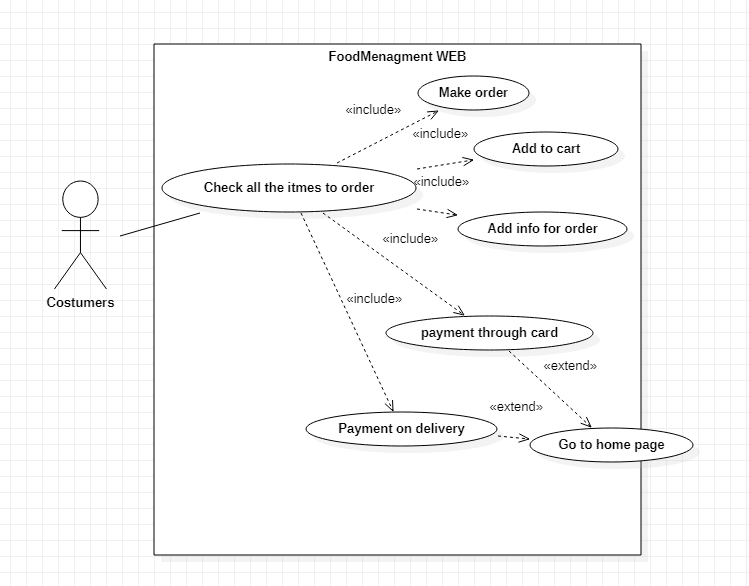 FoodMenagment WEB
Make order
«include»
«include»
Add to cart
Check all the itmes to order
«include»
Add info for order
«include»
Costumers
«include»
payment through card
«extend»
«extend»
Payment on delivery
Go to home page